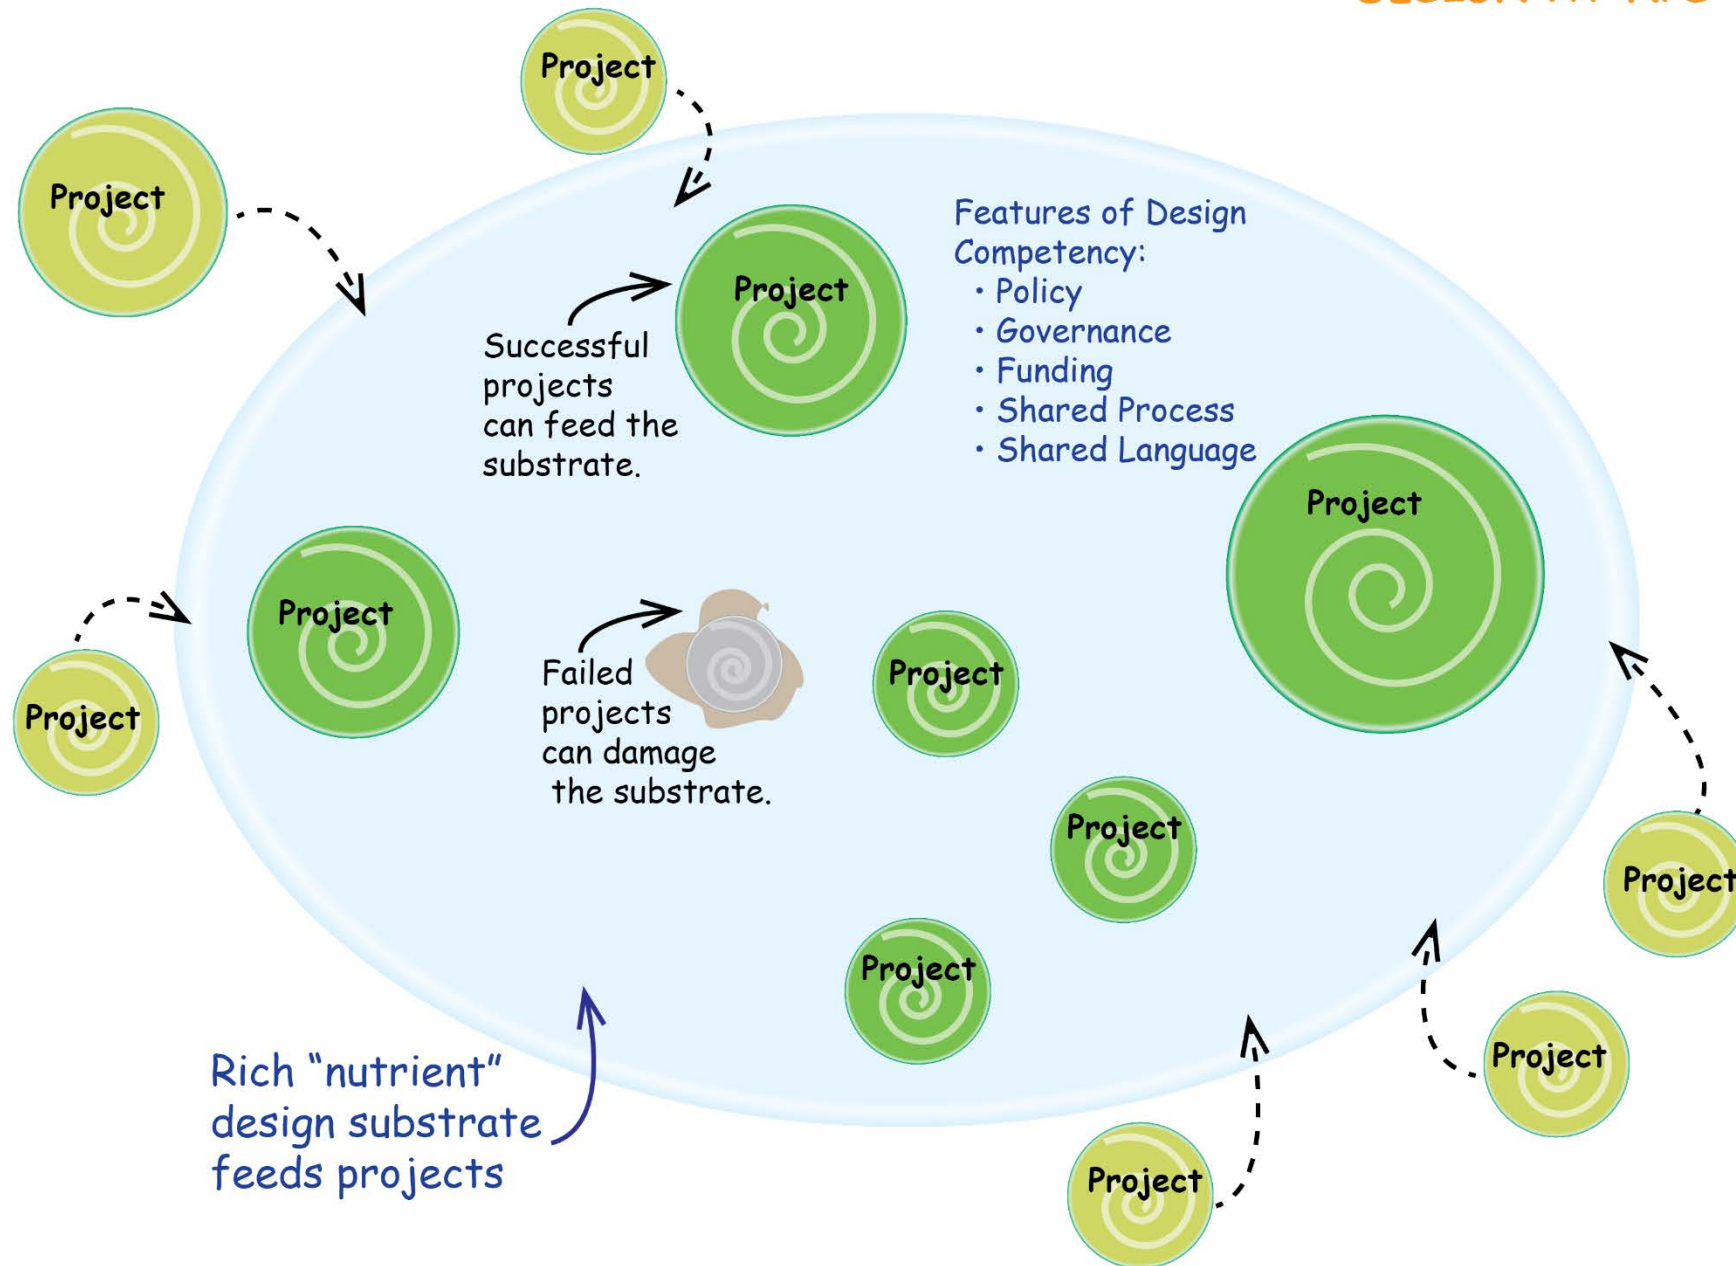 Project
Project
Features of Design
Competency:
• Policy
• Governance
• Funding
• Shared Process
• Shared Language
Project
Successful
projects
can feed the
substrate.
Project
Project
Project
Failed
projects
can damage
the substrate.
Project
Project
Project
Project
Project
Rich “nutrient”
design substrate
feeds projects
Project
Project